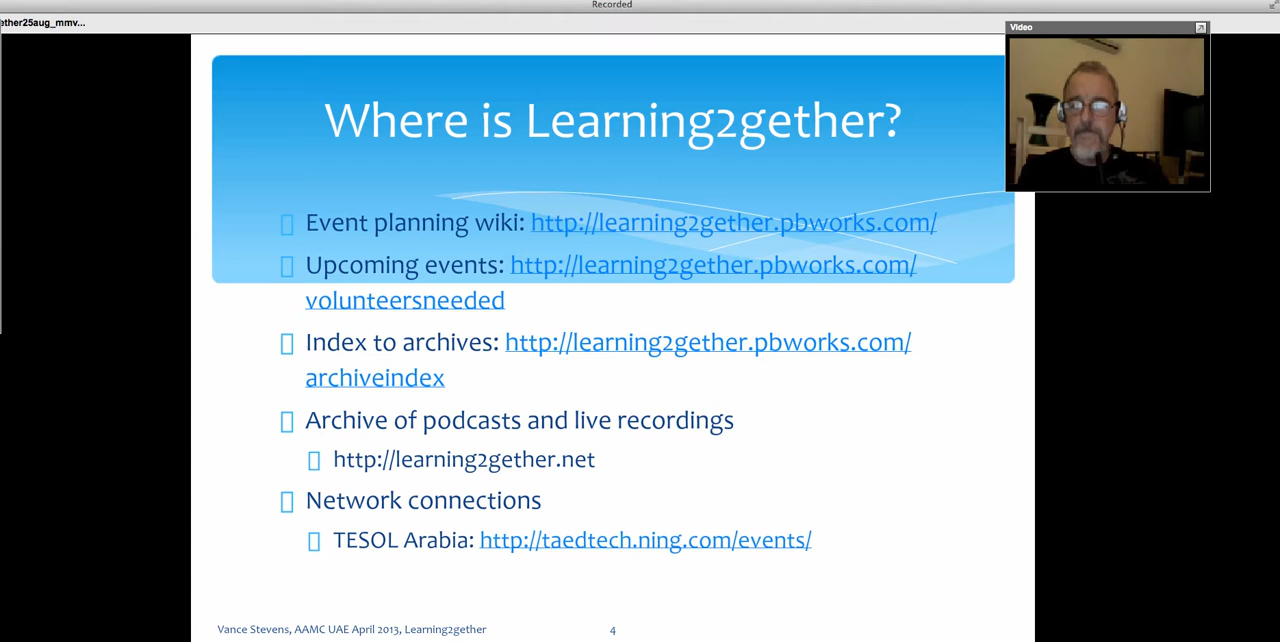 Recorded
ether25aug_mmv...
Video
Where is Learning2gether?
Event planning wiki: http://learning2gether.pbworks.com/
Upcoming events: http://learning2gether.pbworks.com/
volunteersneeded
Index to archives: http://learning2gether.pbworks.com/
archiveindex
Archive of podcasts and live recordings
http://learning2gether.net
Network connections
TESOL Arabia: http://taedtech.ning.com/events/
Vance Stevens, AAMC UAE April 2013, Learning2gether 4